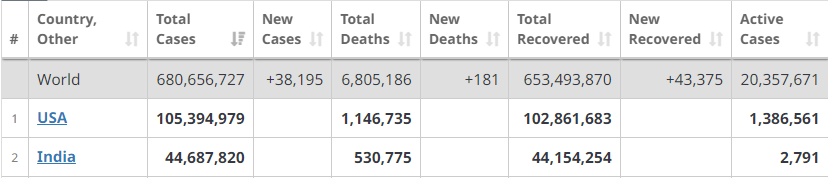 # Country, Other Total Cases New Cases Total Deaths New Deaths Total Recovered New Recovered Active Cases
World 680,656,727 +38,195 6,805,186 +181 653,493,870 +43,375 20,357,671
1 USA 105,394,979 1,146,735 102,861,683 1,386,561
2 India 44,687,820 530,775 44,154,254 2,791